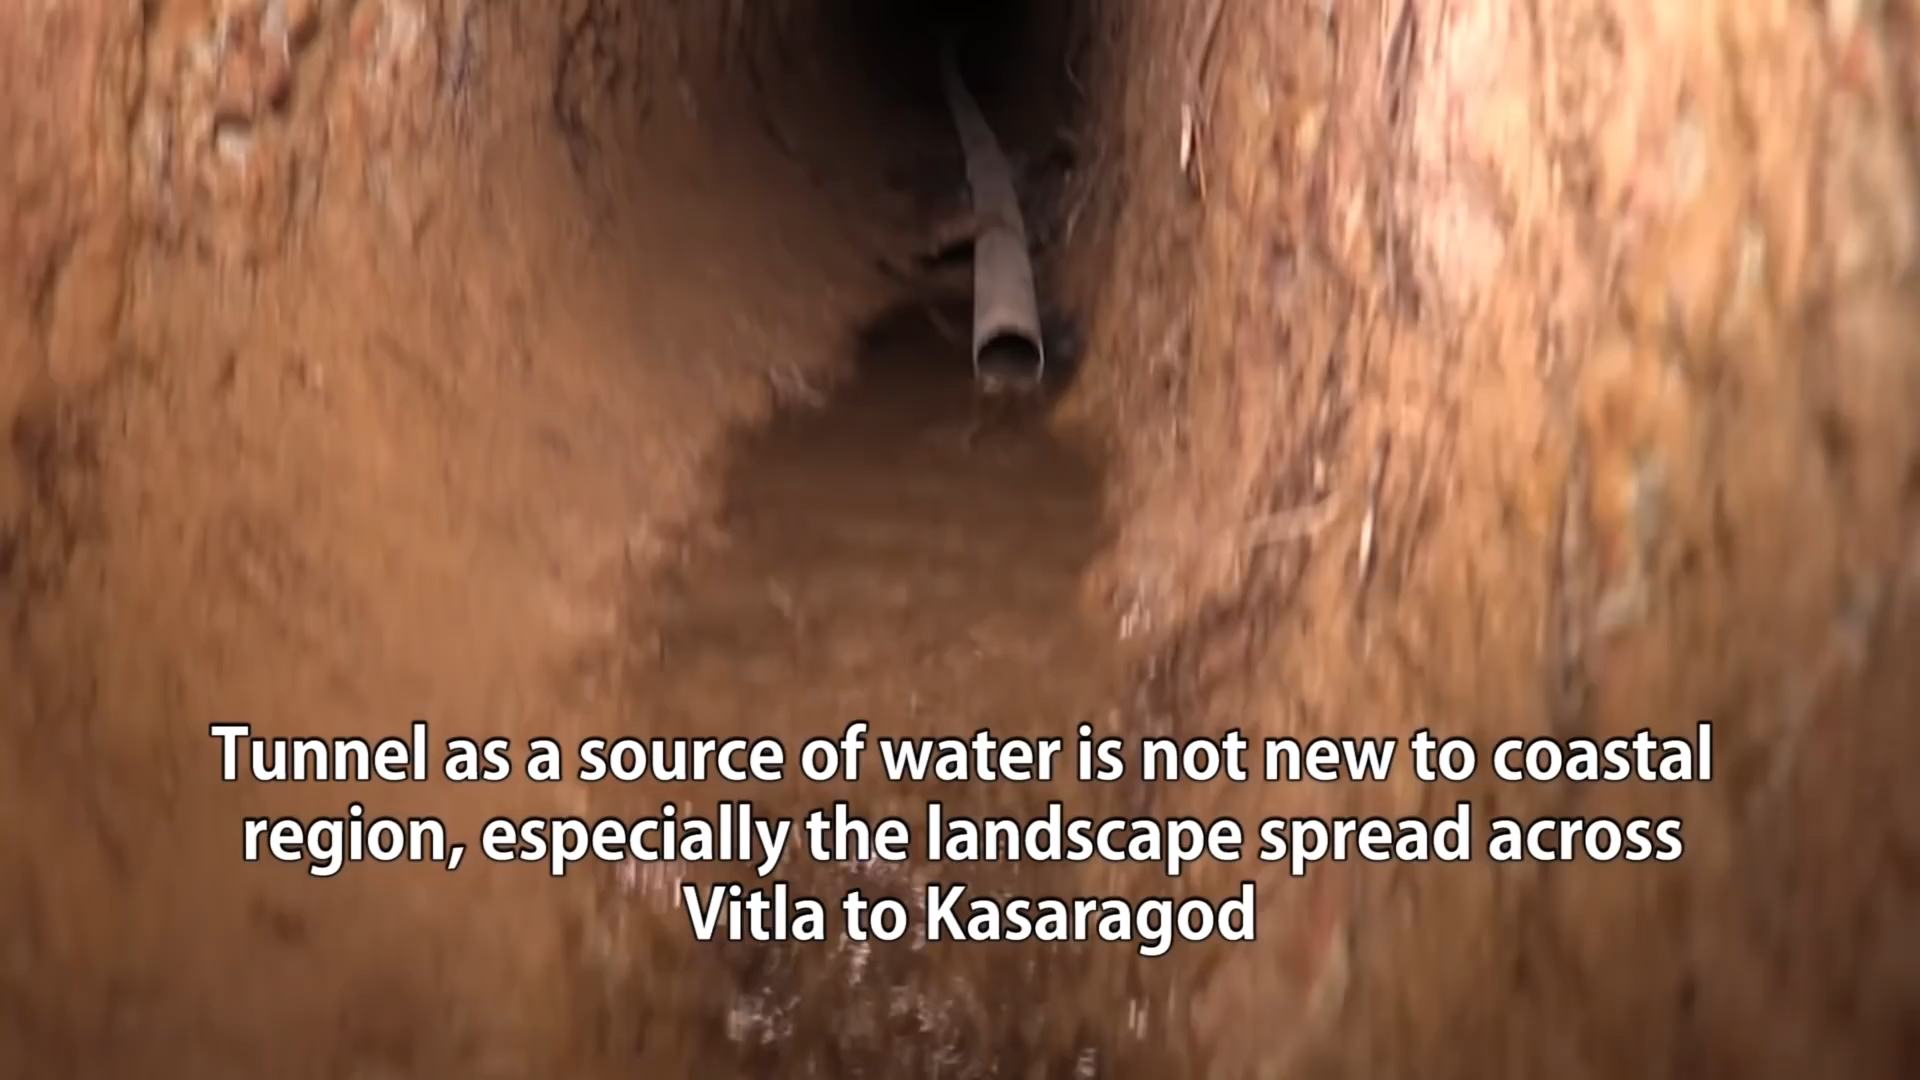 Tunnel as a source of water is not new to coastal
region, especially the landscape spread across
Vitla to Kasaragod